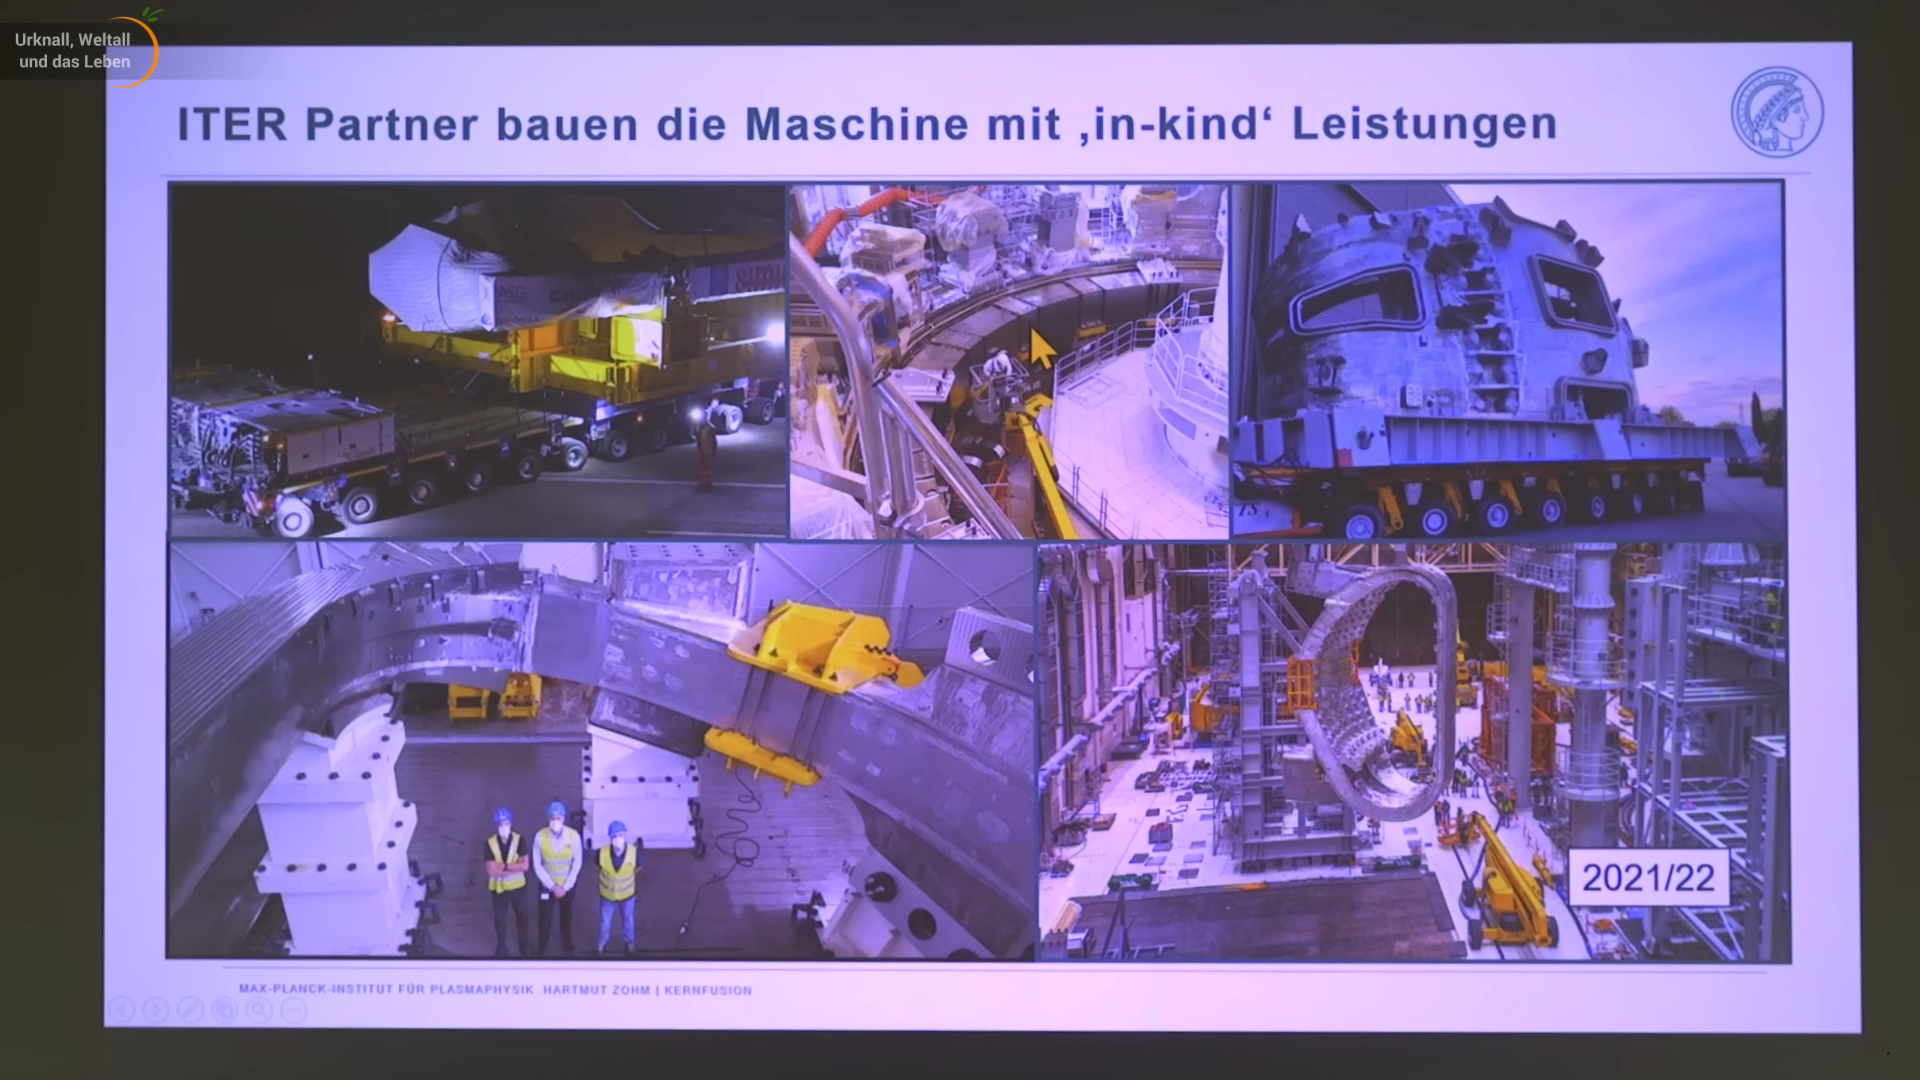 Urknall, Weltall
und das Leben
ITER Partner bauen die Maschine mit ‚in-kind‘ Leistungen
ASG
2021/22
MAX-PLANCK-INSTITUT FÜR PLASMAPHYSIK HARTMUT ZOHM | KERNFUSION